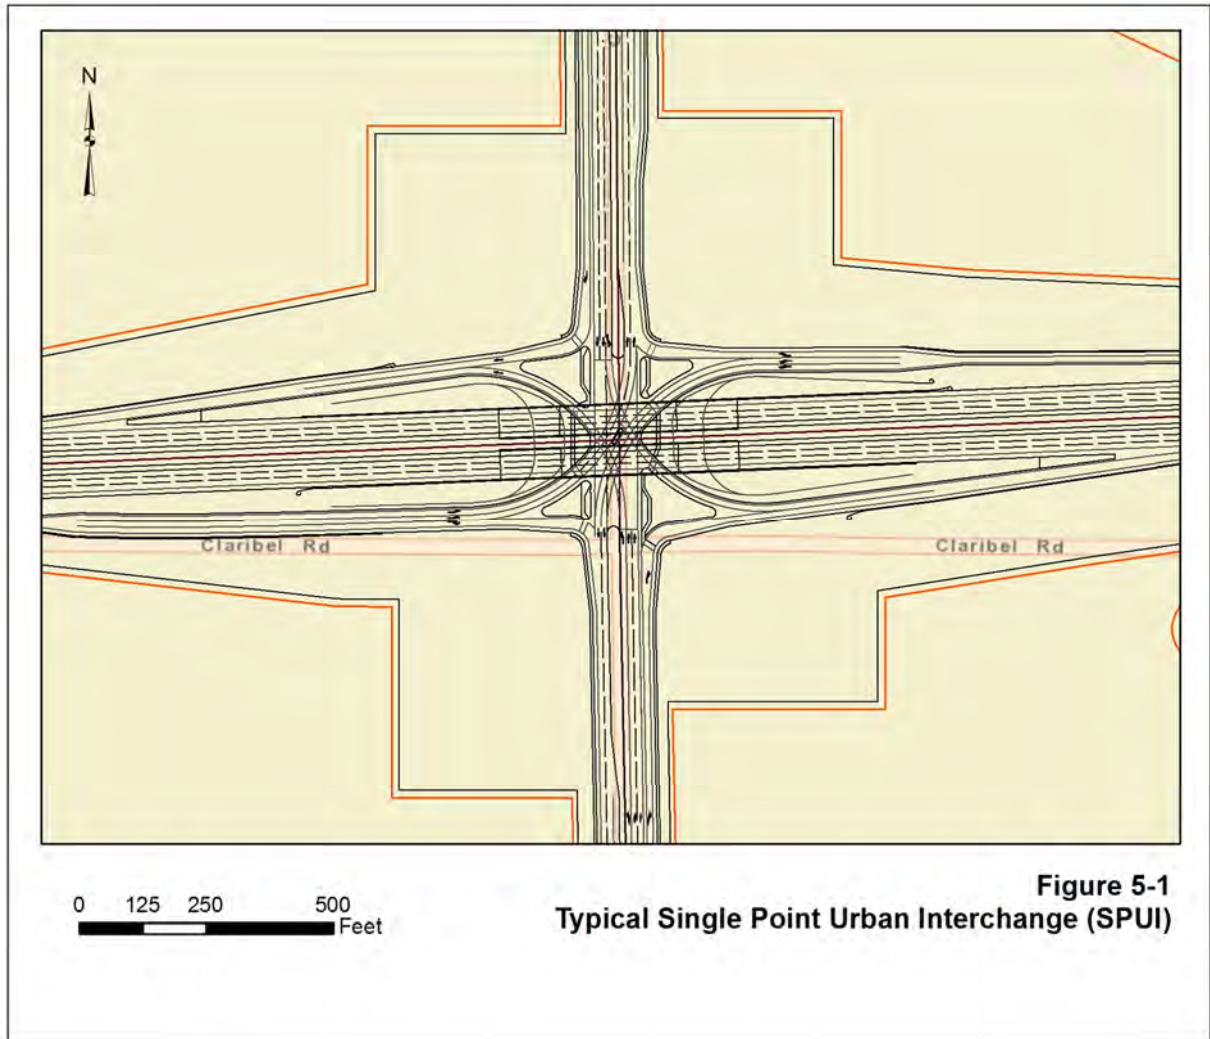 N
Claribel Rd
Claribel Rd
0 125 250 500
Feet
Figure 5-1
Typical Single Point Urban Interchange (SPUI)